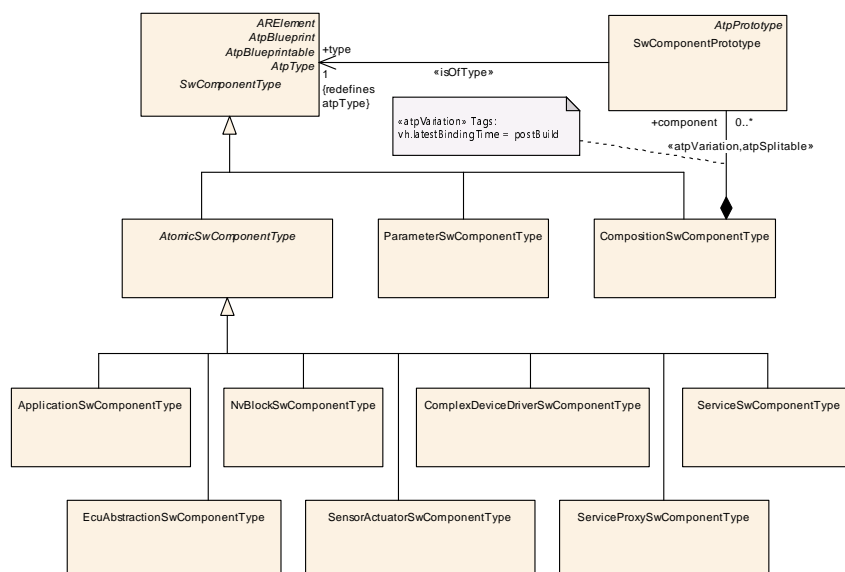 ARElement
AtpBlueprint
AtpBlueprintable
AtpType
SwComponentType
+type
1
{redefines
atpType}
«isOfType»
AtpPrototype
SwComponentPrototype
«atpVariation» Tags:
vh.latestBindingTime = postBuild
+component 0..*
«atpVariation,atpSplitable»
AtomicSwComponentType
ParameterSwComponentType
CompositionSwComponentType
ApplicationSwComponentType
NvBlockSwComponentType
ComplexDeviceDriverSwComponentType
ServiceSwComponentType
EcuAbstractionSwComponentType
SensorActuatorSwComponentType
ServiceProxySwComponentType